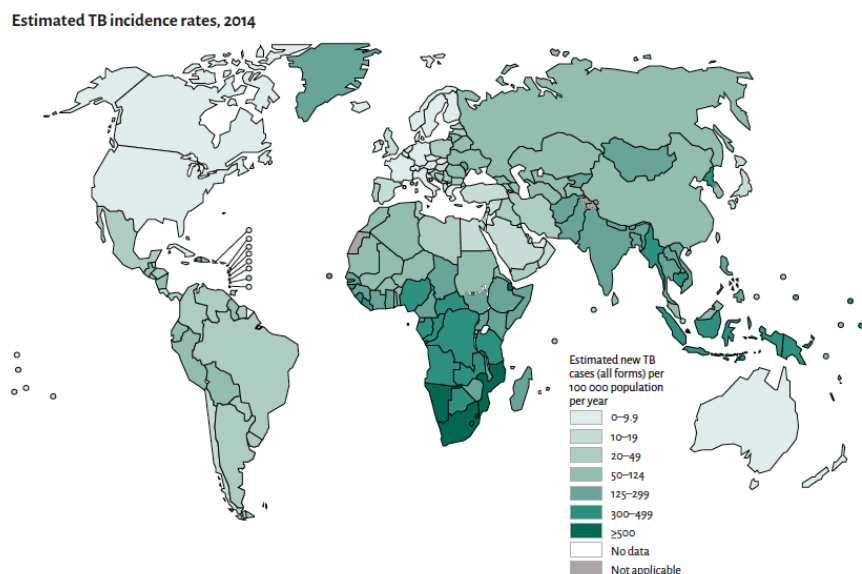 Estimated TB incidence rates, 2014
Estimated new TB
cases (all forms) per
100 000 population
per year
0–9.9
10–19
20–49
50–124
125–299
300–499
≥500
No data
Not applicable